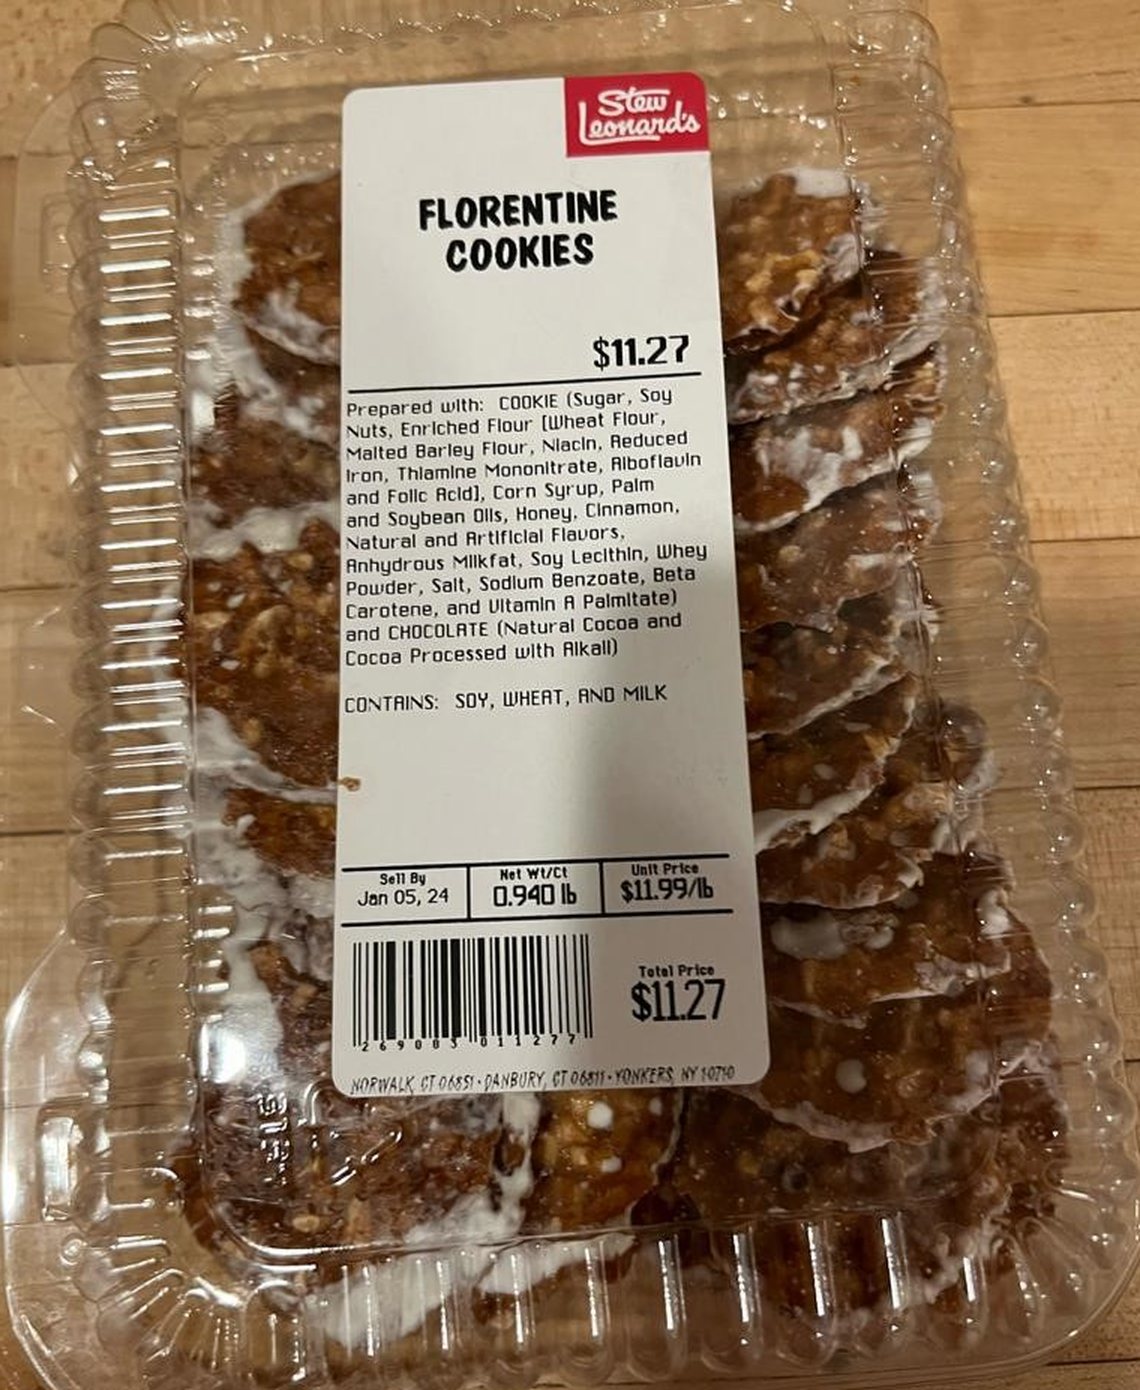 Stew
Leonard's
FLORENTINE
COOKIES
$11.27
Prepared with: COOKIE (Sugar, Soy
Nuts, Enriched Flour [Wheat Flour,
Malted Barley Flour, Niacin, Reduced
Iron, Thiamine Mononitrate, Riboflavin
and Folic Acid], Corn Syrup, Palm
and Soybean Oils, Honey, Cinnamon,
Natural and Artificial Flavors,
Anhydrous Milkfat, Soy Lecithin, Whey
Powder, Salt, Sodium Benzoate, Beta
Carotene, and Vitamin A Palmitate)
and CHOCOLATE (Natural Cocoa and
Cocoa Processed with Alkali)
CONTAINS: SOY, WHEAT, AND MILK
Sell By
Jan 05, 24
Net Wt/Ct
0.940 lb
Unit Price
$11.99/lb
Total Price
$11.27
NORWALK, CT 06851 • DANBURY, CT 06811 • YONKERS, NY 10710